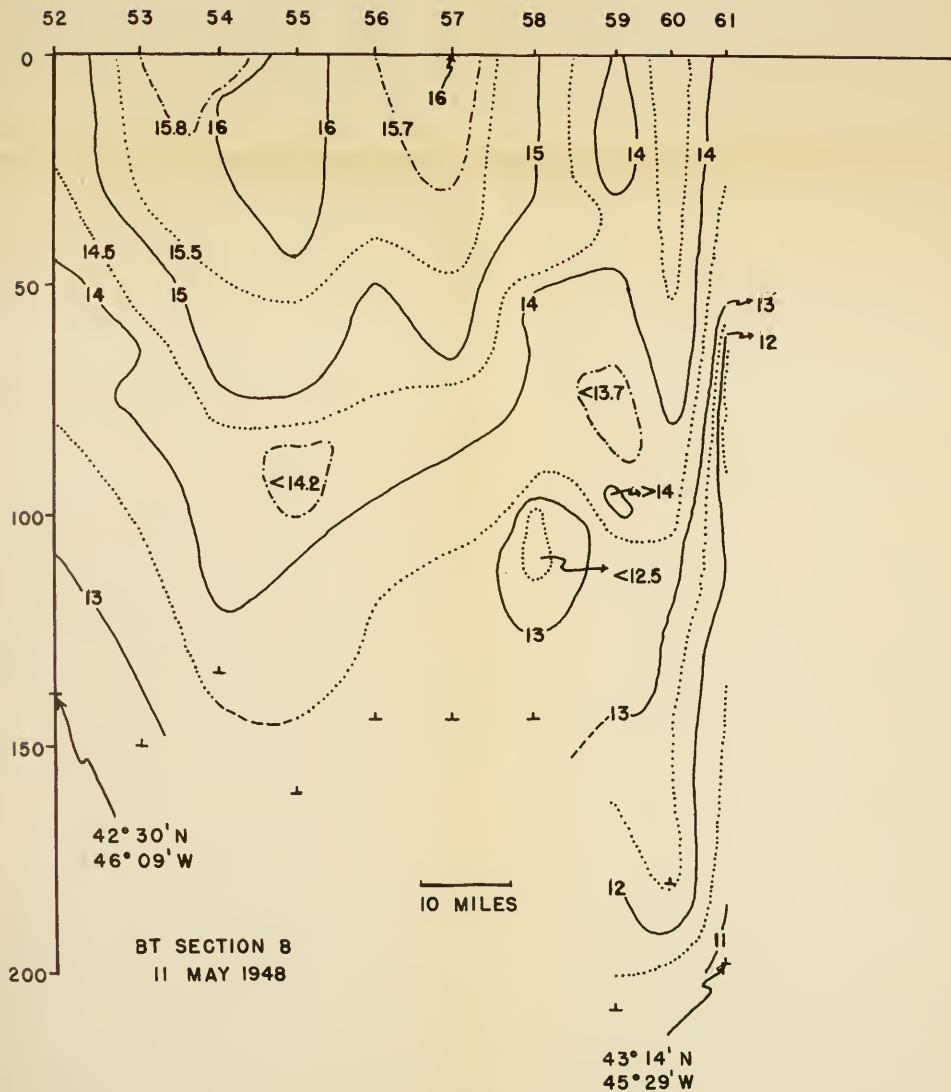 52 53 54 55 56 57 58 59 60 61
0
16
15.8 16 16 15.7 15 14 14
14.5 15.5
50
14 15 14 13
12
<13.7
<14.2
>14
100
<12.5
13
13
13
150
42° 30' N
46° 09' W
12
10 MILES
11
BT SECTION 8
11 MAY 1948
200
43° 14' N
45° 29' W